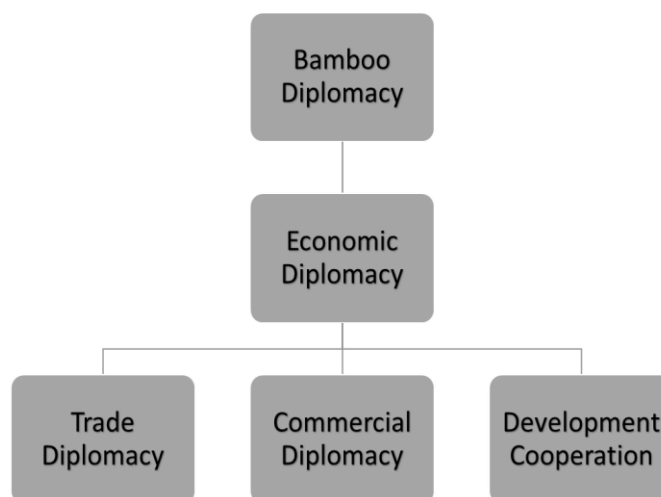 Bamboo
Diplomacy
Economic
Diplomacy
Trade
Diplomacy
Commercial
Diplomacy
Development
Cooperation